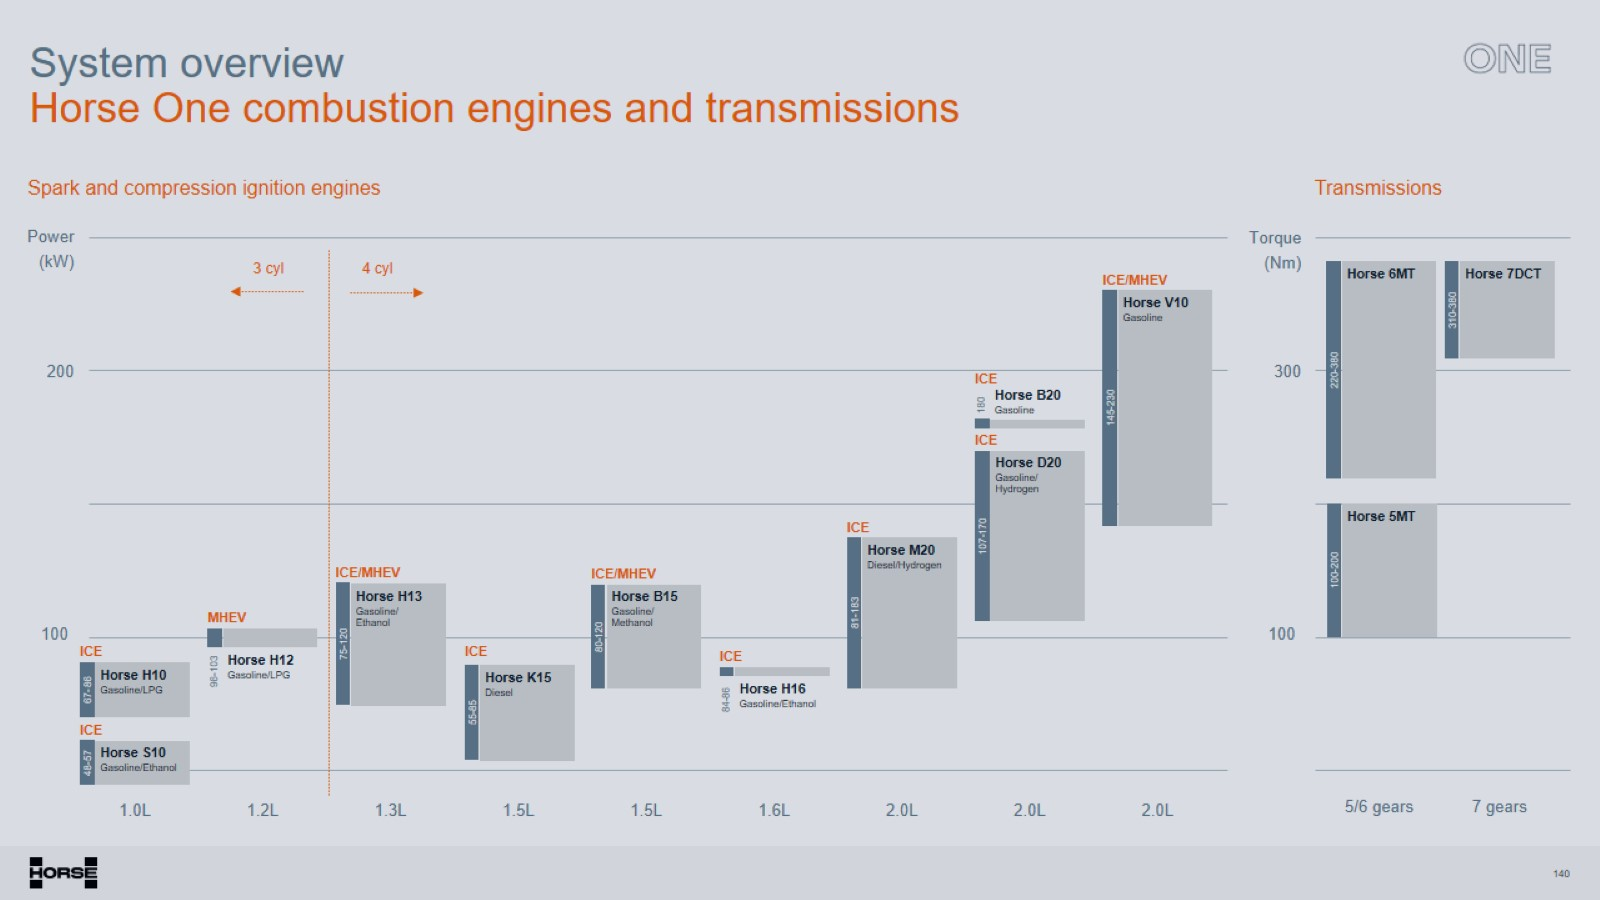 System overview
ONE
Horse One combustion engines and transmissions
Spark and compression ignition engines
Transmissions
Power
(kW)
3 cyl
4 cyl
200
100
ICE
Horse H10
Gasoline/LPG
67-86
ICE
Horse S10
Gasoline/Ethanol
48-57
MHEV
Horse H12
Gasoline/LPG
96-103
ICE/MHEV
Horse H13
Gasoline/
Ethanol
75-120
ICE
Horse K15
Diesel
55-85
ICE/MHEV
Horse B15
Gasoline/
Methanol
80-120
ICE
Horse H16
Gasoline/Ethanol
84-86
ICE
Horse M20
Diesel/Hydrogen
81-183
ICE
Horse B20
Gasoline
180
ICE
Horse D20
Gasoline/
Hydrogen
107-170
ICE/MHEV
Horse V10
Gasoline
145-230
1.0L
1.2L
1.3L
1.5L
1.5L
1.6L
2.0L
2.0L
2.0L
Torque
(Nm)
300
100
Horse 6MT
220-380
Horse 7DCT
310-380
Horse 5MT
100-200
5/6 gears
7 gears
HORSE
140